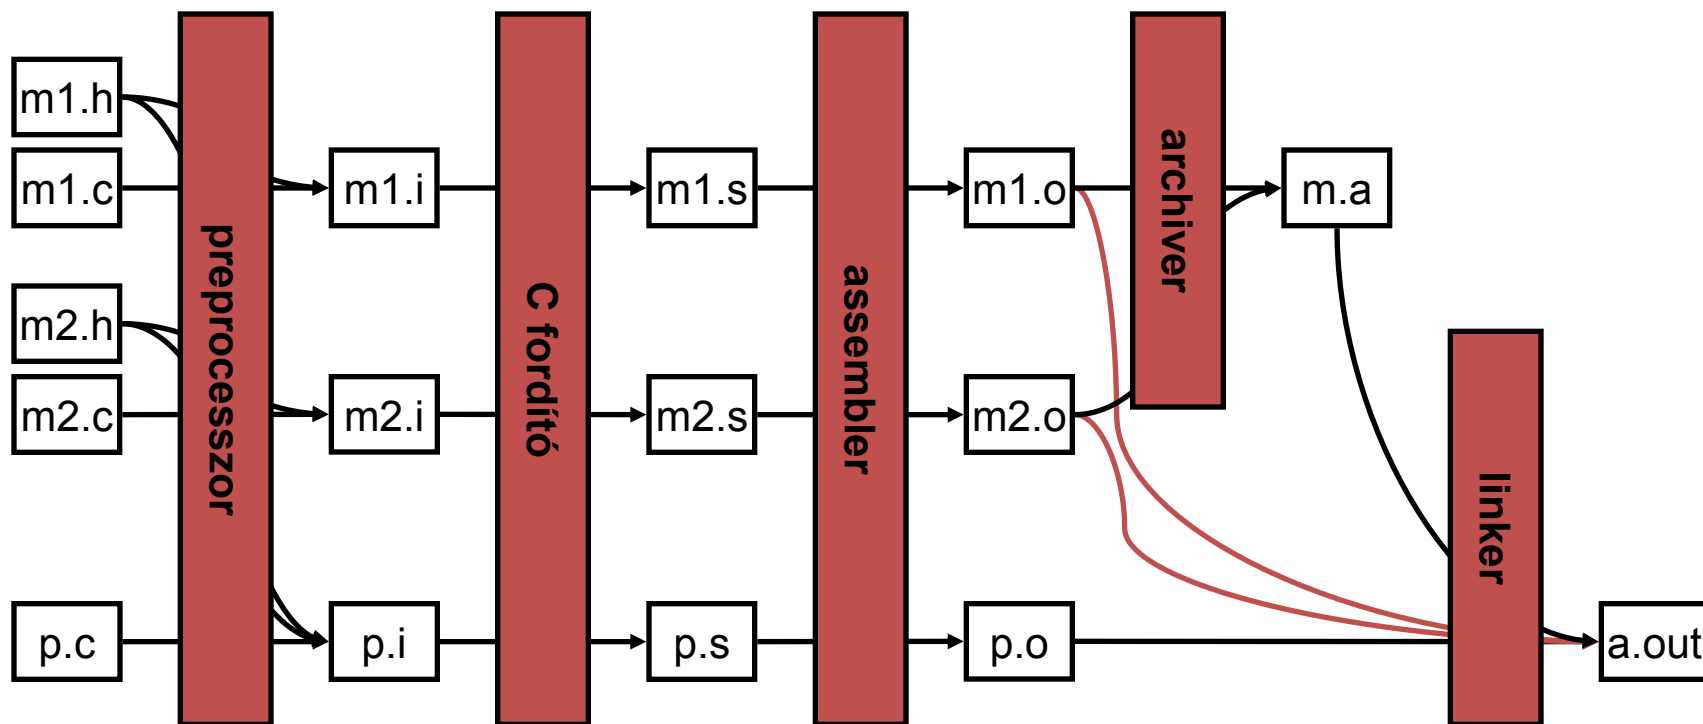 m1.h
m1.c
m2.h
m2.c
p.c
preprocesszor
m1.i
m2.i
p.i
C fordító
m1.s
m2.s
p.s
assembler
m1.o
m2.o
p.o
archiver
m.a
linker
a.out